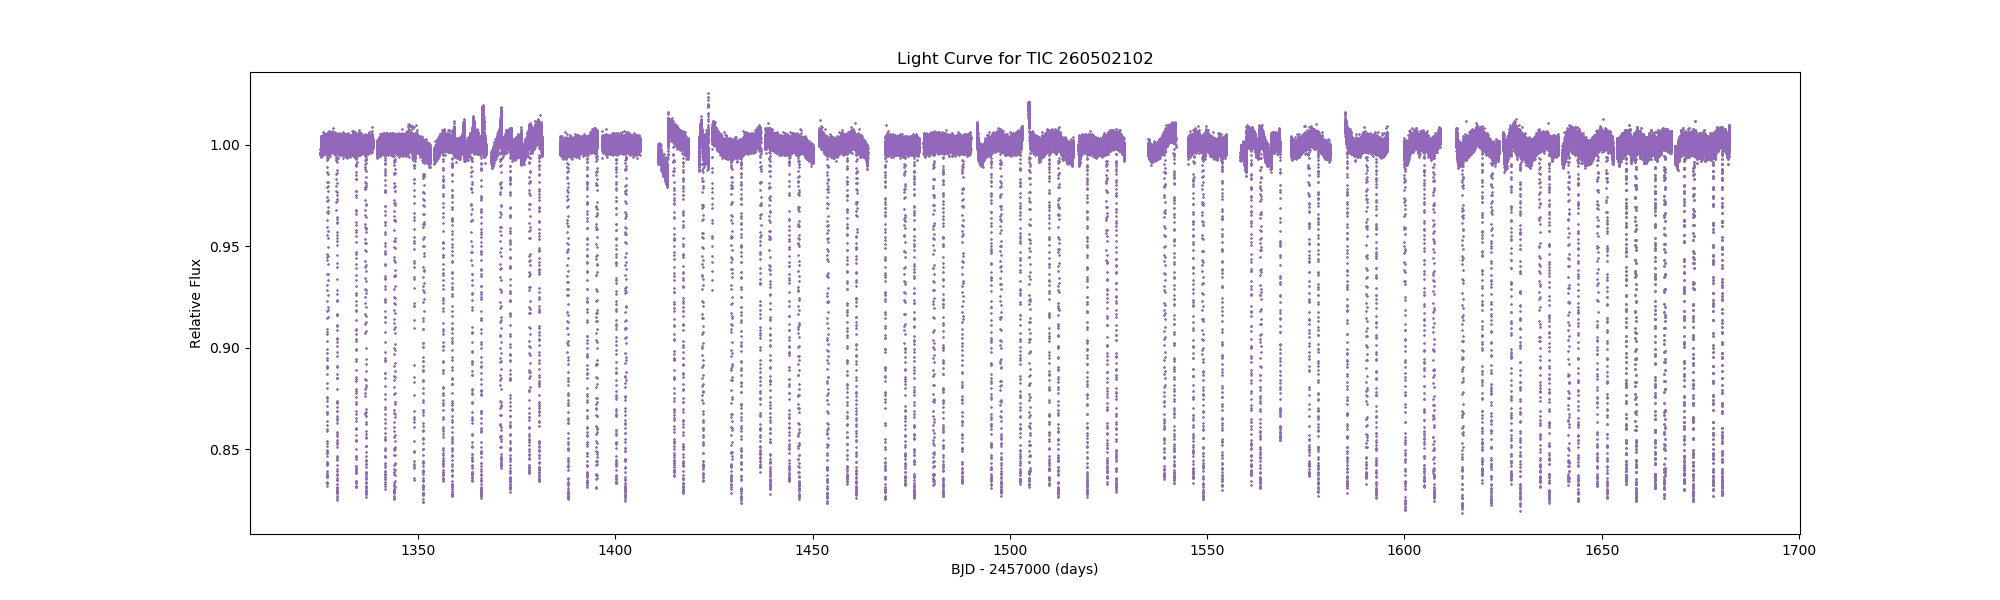 Light Curve for TIC 260502102
Relative Flux
1.00
0.95
0.90
0.85
1350 1400 1450 1500 1550 1600 1650 1700
BJD - 2457000 (days)